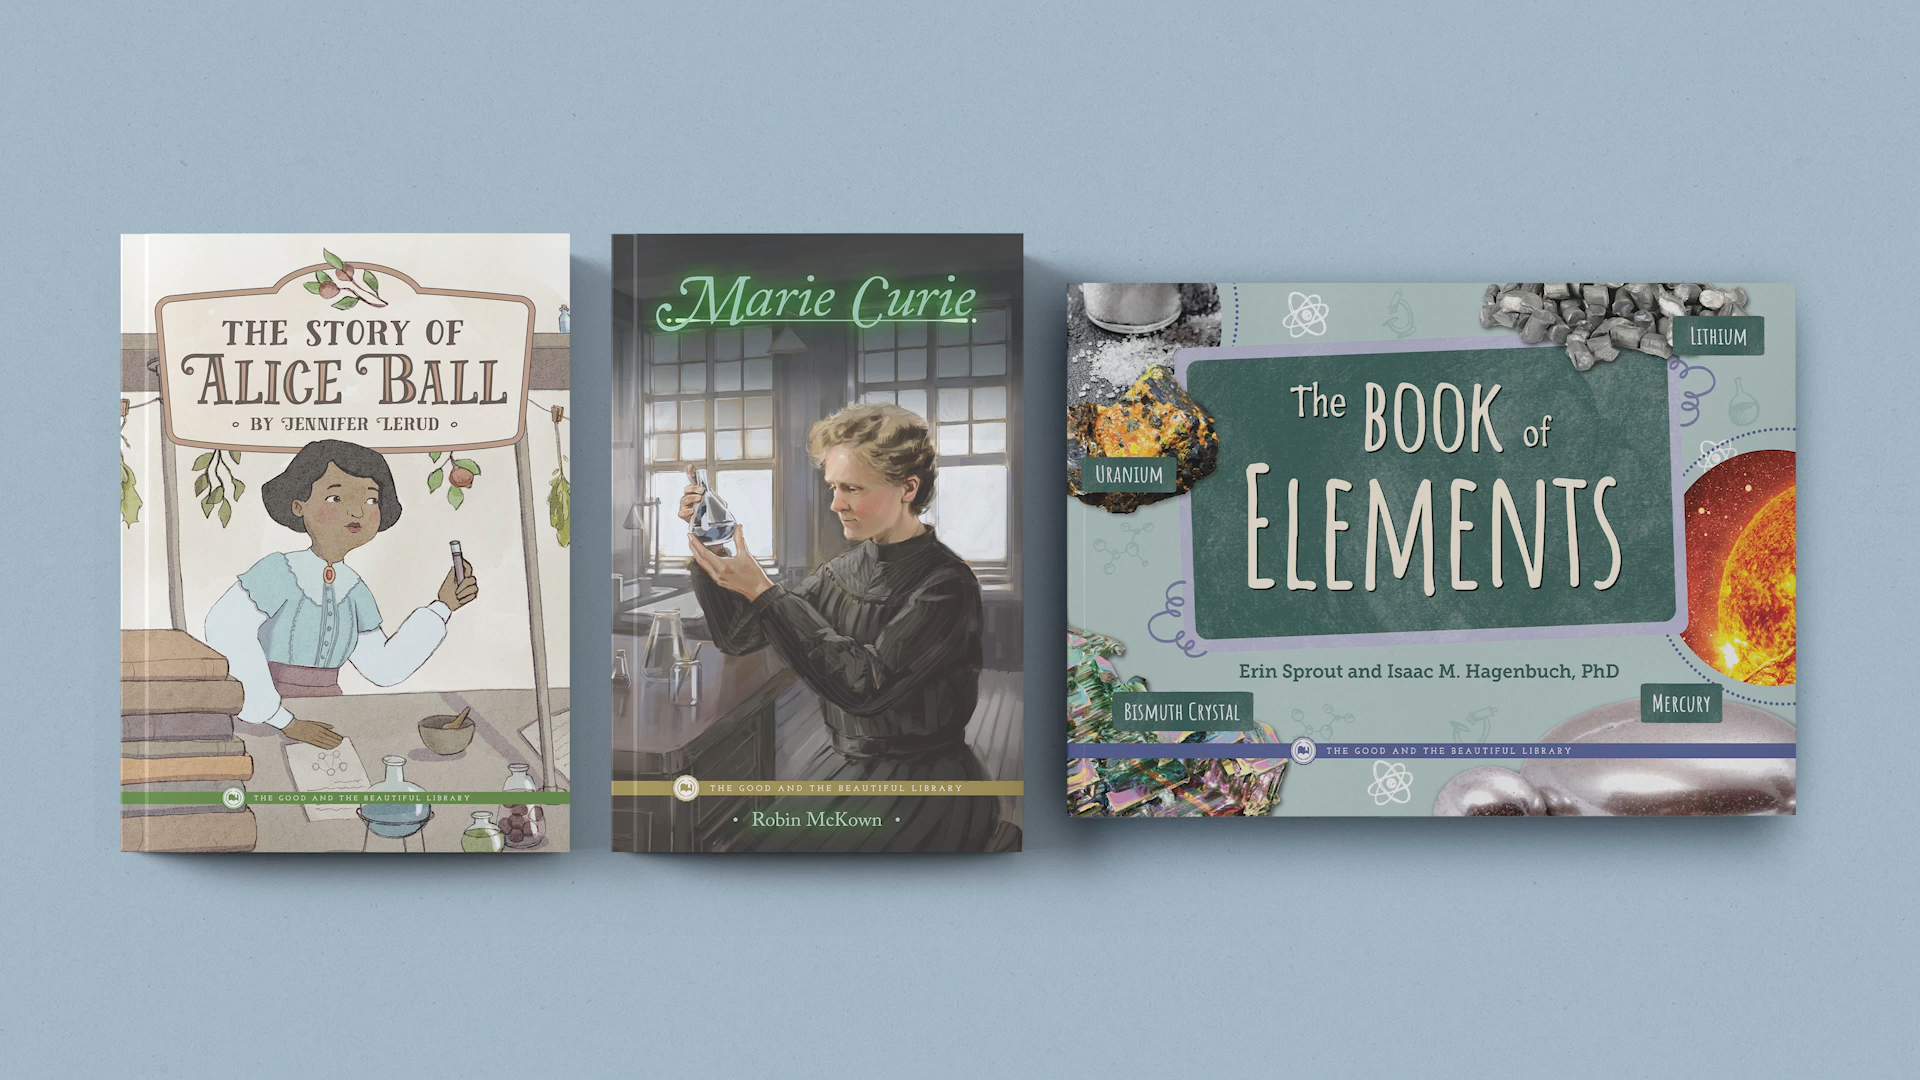 THE STORY OF
ALICE BALL
BY JENNIFER LERUD
THE GOOD AND THE BEAUTIFUL LIBRARY
Marie Curie
THE GOOD AND THE BEAUTIFUL LIBRARY
Robin McKown
LITHIUM
The BOOK of
ELEMENTS
URANIUM
Erin Sprout and Isaac M. Hagenbuch, PhD
BISMUTH CRYSTAL
MERCURY
THE GOOD AND THE BEAUTIFUL LIBRARY